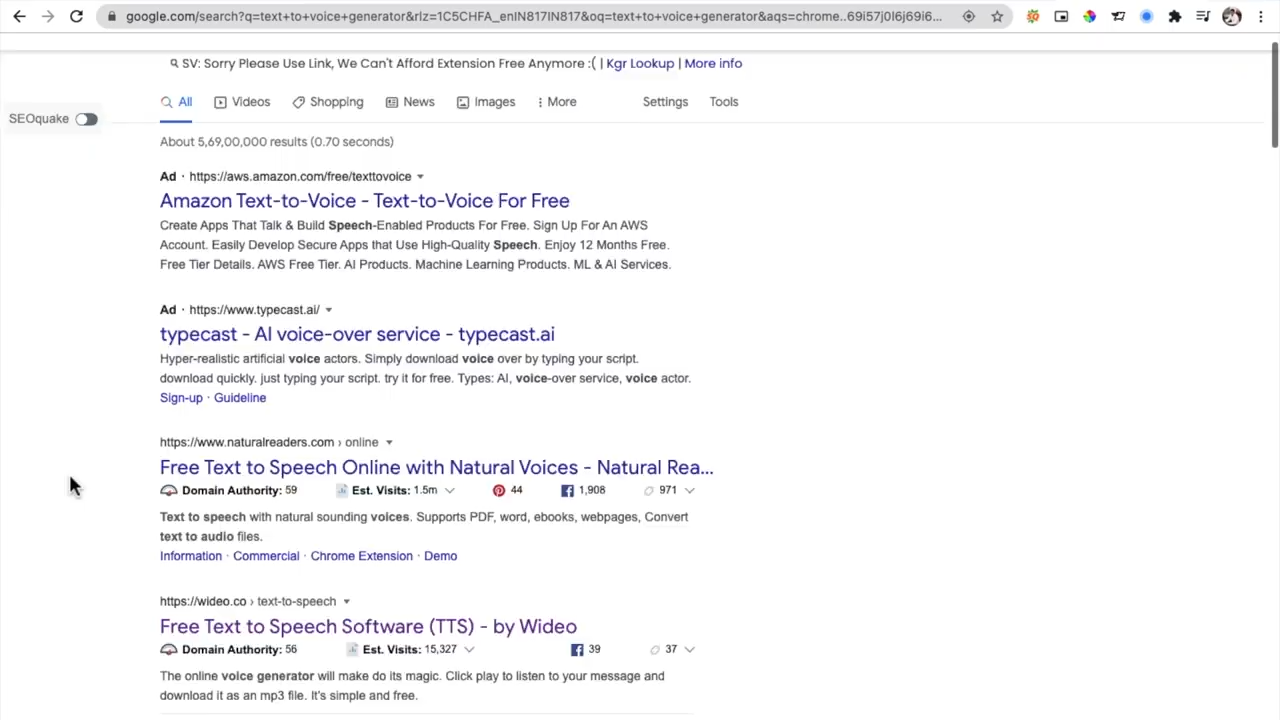 google.com/search?q=text+to+voice+generator&rlz=1C5CHFA_enIN817IN817&oq=text+to+voice+generator&aqs=chrome..69i57j0l6j69i6...
SV: Sorry Please Use Link, We Can't Afford Extension Free Anymore :( | Kgr Lookup | More info
All Videos Shopping News Images More Settings Tools
SEOquake
About 5,69,00,000 results (0.70 seconds)
Ad · https://aws.amazon.com/free/texttovoice
Amazon Text-to-Voice - Text-to-Voice For Free
Create Apps That Talk & Build Speech-Enabled Products For Free. Sign Up For An AWS
Account. Easily Develop Secure Apps that Use High-Quality Speech. Enjoy 12 Months Free.
Free Tier Details. AWS Free Tier. AI Products. Machine Learning Products. ML & AI Services.
Ad · https://www.typecast.ai/
typecast - AI voice-over service - typecast.ai
Hyper-realistic artificial voice actors. Simply download voice over by typing your script.
download quickly. just typing your script. try it for free. Types: AI, voice-over service, voice actor.
Sign-up · Guideline
https://www.naturalreaders.com › online
Free Text to Speech Online with Natural Voices - Natural Rea...
Domain Authority: 59 Est. Visits: 1.5m 44 1,908 971
Text to speech with natural sounding voices. Supports PDF, word, ebooks, webpages, Convert
text to audio files.
Information · Commercial · Chrome Extension · Demo
https://wideo.co › text-to-speech
Free Text to Speech Software (TTS) - by Wideo
Domain Authority: 56 Est. Visits: 15,327 39 37
The online voice generator will make do its magic. Click play to listen to your message and
download it as an mp3 file. It's simple and free.